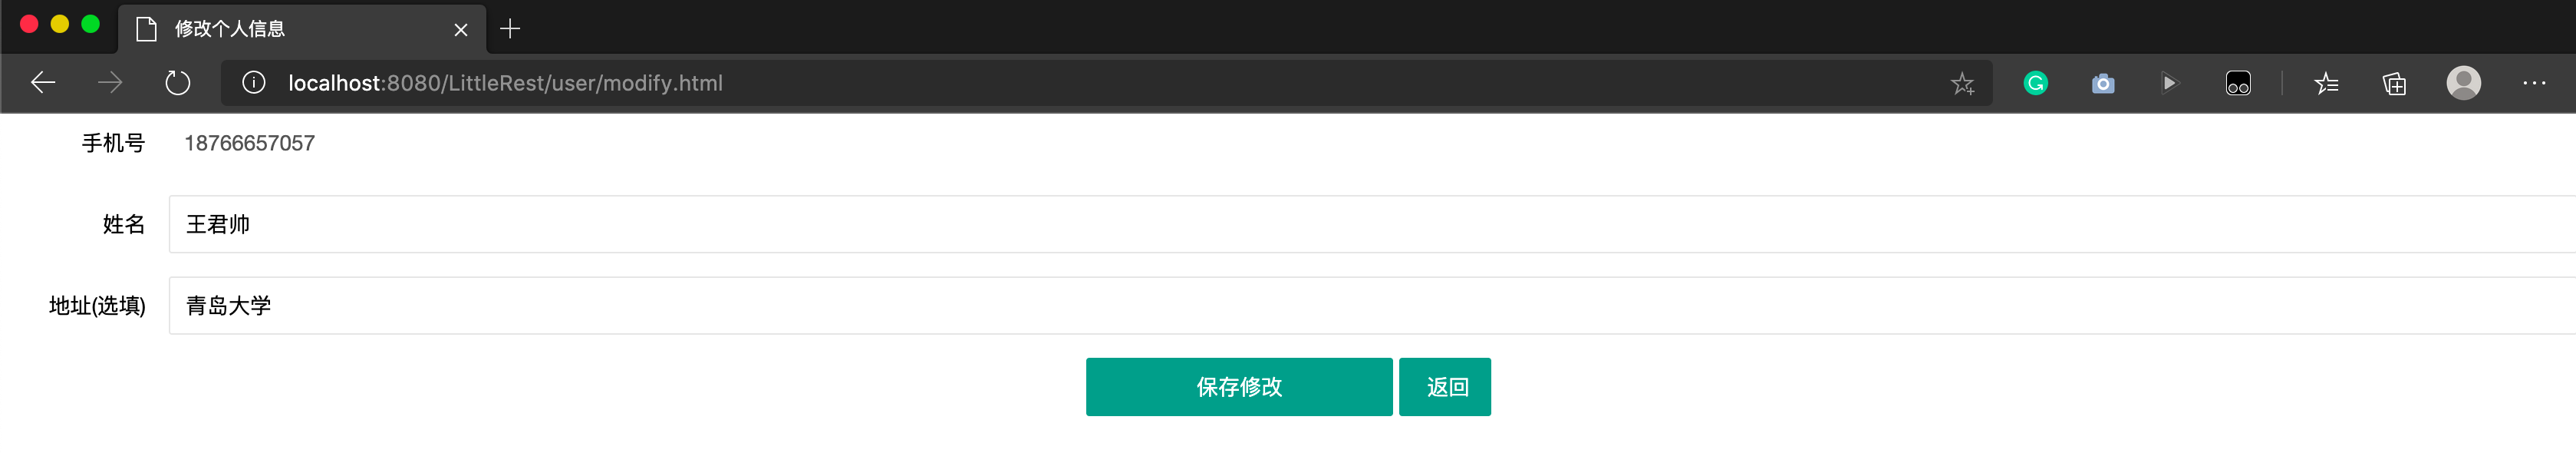 修改个人信息
localhost:8080/LittleRest/user/modify.html
手机号 18766657057
姓名 王君帅
地址(选填) 青岛大学
保存修改 返回